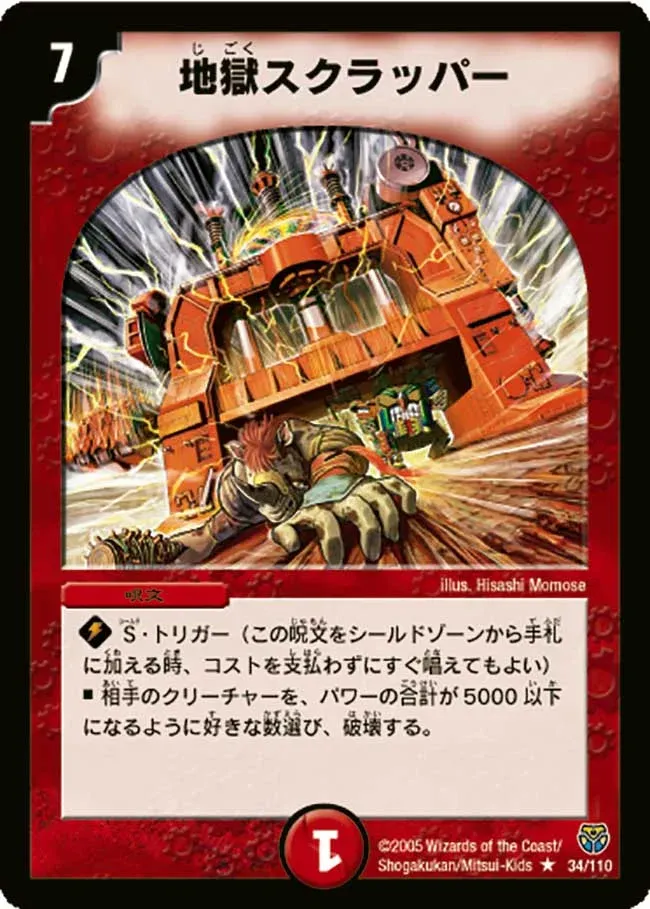 7
じごく
地獄スクラッパー
illus. Hisashi Momose
呪文
S・トリガー（この呪文をシールドゾーンから手札
に加える時、コストを支払わずにすぐ唱えてもよい）
■ 相手のクリーチャーを、パワーの合計が 5000 以下
になるように好きな数選び、破壊する。
1
©2005 Wizards of the Coast/
Shogakukan/Mitsui-Kids ★ 34/110